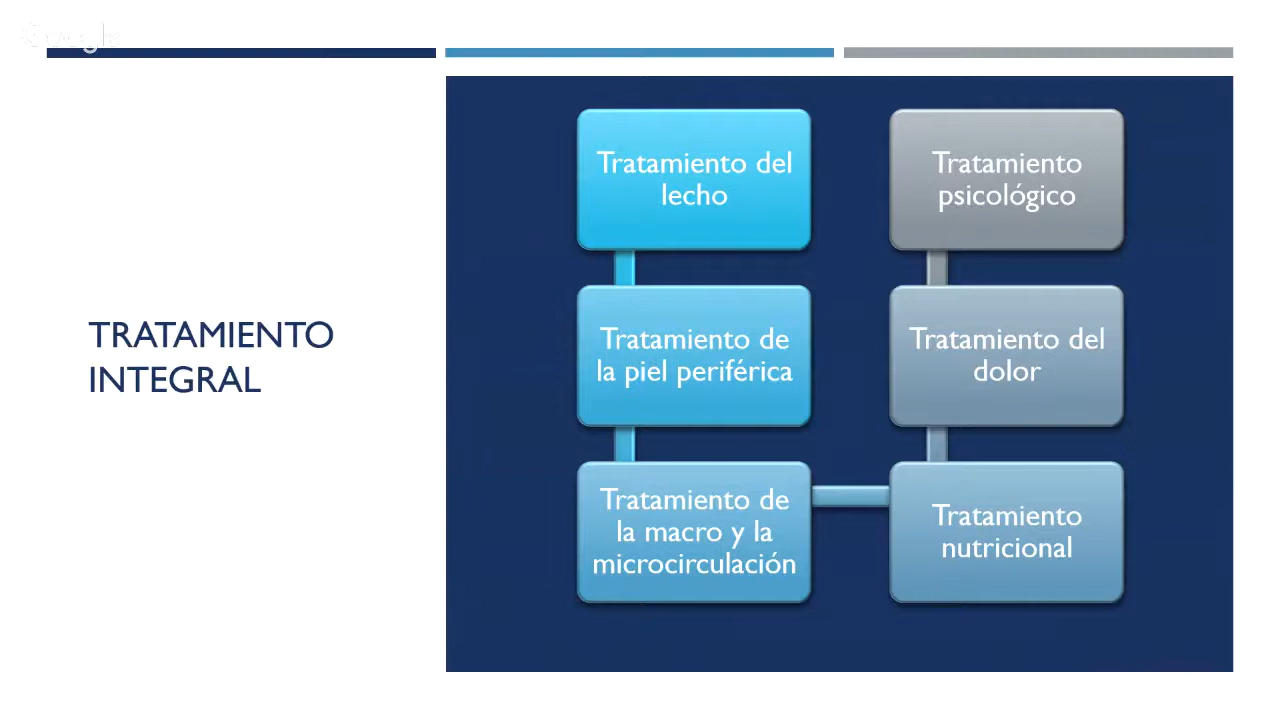 TRATAMIENTO
INTEGRAL
Tratamiento del
lecho
Tratamiento de
la piel periférica
Tratamiento de
la macro y la
microcirculación
Tratamiento
nutricional
Tratamiento del
dolor
Tratamiento
psicológico